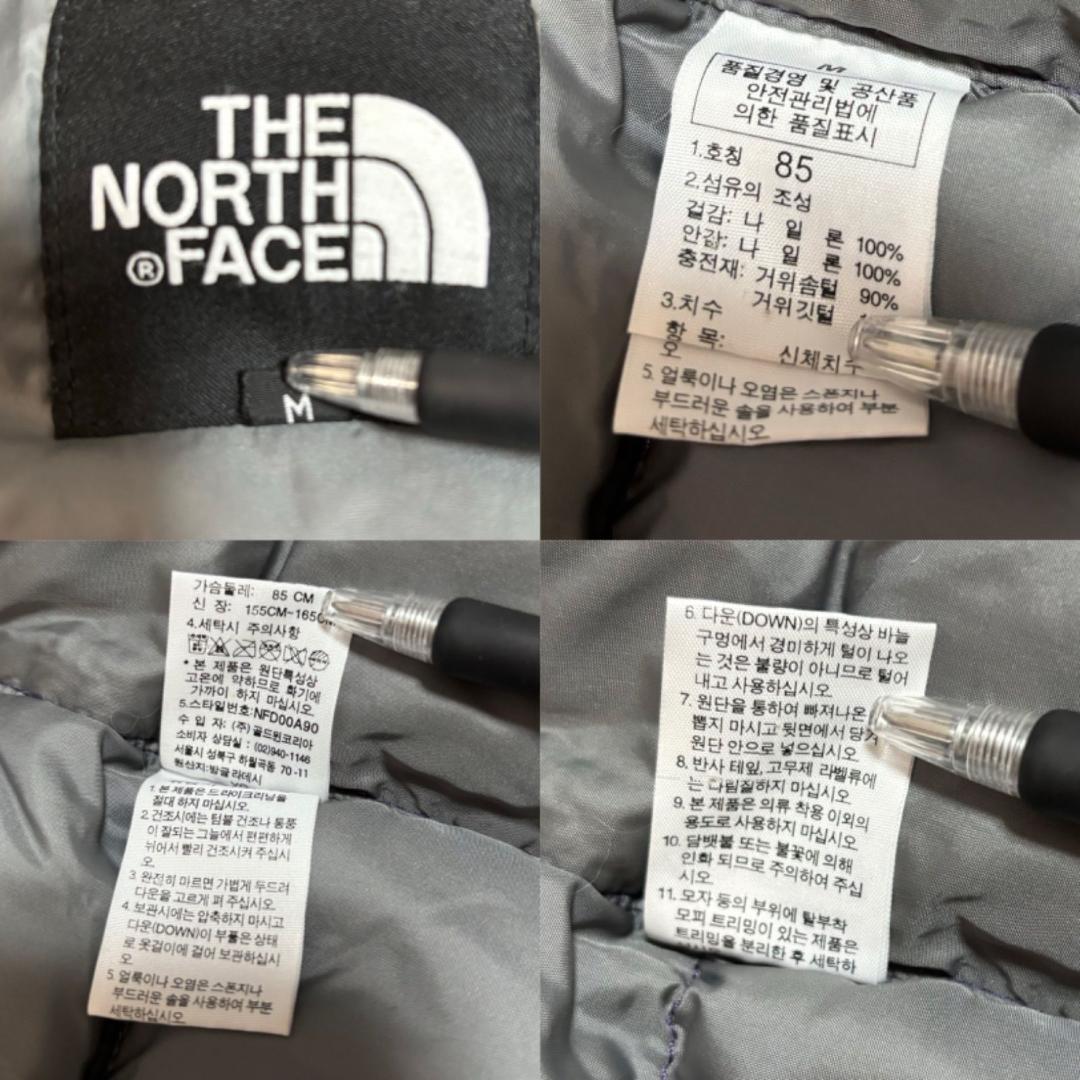 THE
NORTH
®FACE
M
M
품질경영 및 공산품
안전관리법에
의한 품질표시
1.호칭 85
2.섬유의 조성
겉감: 나 일 론 100%
안감: 나 일 론 100%
충전재: 거위솜털 90%
거위깃털
3.치수
항 목: 신체치수
오
5. 얼룩이나 오염은 스폰지나
부드러운 솔을 사용하여 부분
세탁하십시오
가슴둘레: 85 CM
신 장: 155CM~165CM
4.세탁시 주의사항
* 본 제품은 원단특성상
고온에 약하므로 화기에
가까이 하지 마십시오.
5.스타일번호:NFD00A90
수 입 자: (주)골드윈코리아
소비자 상담실 : (02)940-1146
서울시 성북구 하월곡동 70-11
원산지:방글라데시
1. 본 제품은 드라이크리닝을
절대 하지 마십시오.
2. 건조시에는 텀블 건조나 통풍
이 잘되는 그늘에서 편편하게
뉘어서 빨리 건조시켜 주십시
오.
3. 완전히 마르면 가볍게 두드려
다운을 고르게 펴 주십시오.
4. 보관시에는 압축하지 마시고
다운(DOWN)이 부풀은 상태
로 옷걸이에 걸어 보관하십시
오.
5. 얼룩이나 오염은 스폰지나
부드러운 솔을 사용하여 부분
세탁하십시오
6. 다운(DOWN)의 특성상 바늘
구멍에서 경미하게 털이 나오
는 것은 불량이 아니므로 털어
내고 사용하십시오.
7. 원단을 통하여 빠져나온
뽑지 마시고 뒷면에서 당겨
원단 안으로 넣으십시오.
8. 반사 테잎, 고무제 라벨류에
는 다림질하지 마십시오
9. 본 제품은 의류 착용 이외의
용도로 사용하지 마십시오.
10. 담뱃불 또는 불꽃에 의해
인화 되므로 주의하여 주십
시오.
11. 모자 등의 부위에 탈부착
모피 트리밍이 있는 제품은
트리밍을 분리한 후 세탁하